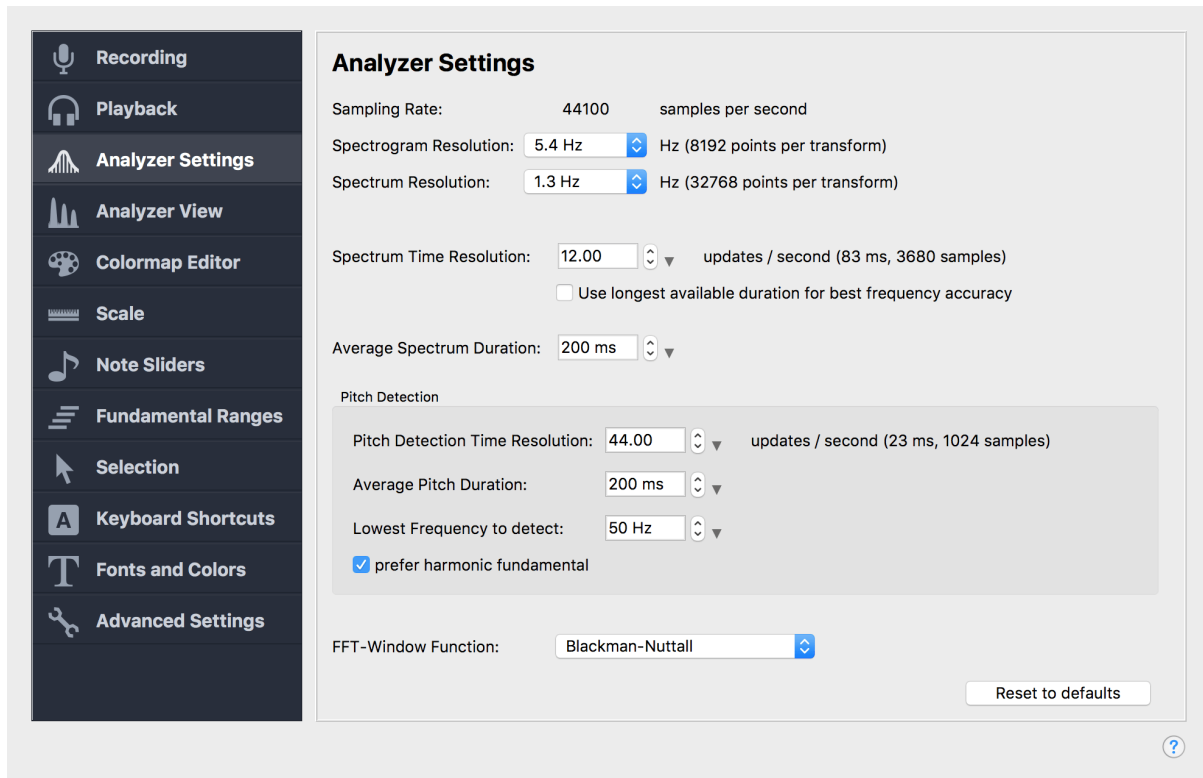 Recording
Playback
Analyzer Settings
Analyzer View
Colormap Editor
Scale
Note Sliders
Fundamental Ranges
Selection
A Keyboard Shortcuts
T Fonts and Colors
Advanced Settings
Analyzer Settings
Sampling Rate: 44100 samples per second
Spectrogram Resolution: 5.4 Hz Hz (8192 points per transform)
Spectrum Resolution: 1.3 Hz Hz (32768 points per transform)
Spectrum Time Resolution: 12.00 updates / second (83 ms, 3680 samples)
Use longest available duration for best frequency accuracy
Average Spectrum Duration: 200 ms
Pitch Detection
Pitch Detection Time Resolution: 44.00 updates / second (23 ms, 1024 samples)
Average Pitch Duration: 200 ms
Lowest Frequency to detect: 50 Hz
prefer harmonic fundamental
FFT-Window Function: Blackman-Nuttall
Reset to defaults
?